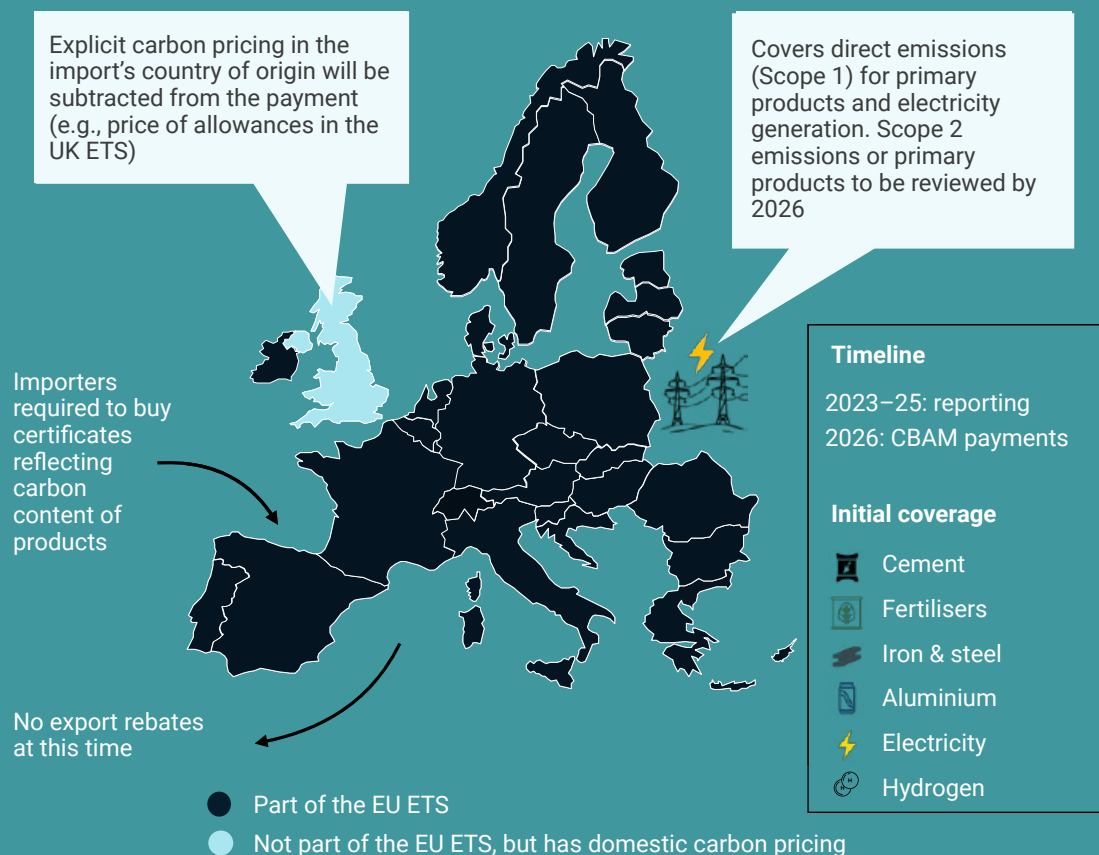 Explicit carbon pricing in the
import's country of origin will be
subtracted from the payment
(e.g., price of allowances in the
UK ETS)
Covers direct emissions
(Scope 1) for primary
products and electricity
generation. Scope 2
emissions or primary
products to be reviewed by
2026
Importers
required to buy
certificates
reflecting
carbon
content of
products
No export rebates
at this time
Timeline
2023–25: reporting
2026: CBAM payments
Initial coverage
Cement
Fertilisers
Iron & steel
Aluminium
Electricity
H H
Hydrogen
Part of the EU ETS
Not part of the EU ETS, but has domestic carbon pricing